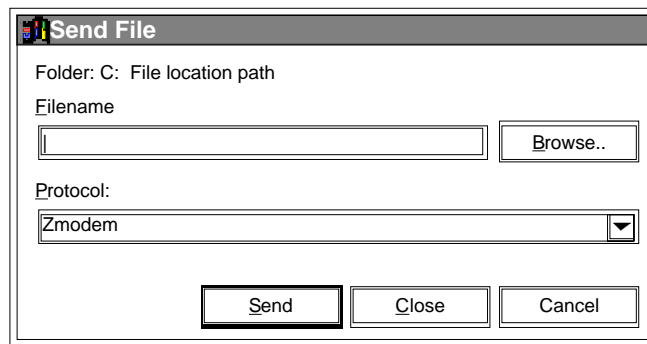 Send File
Folder: C:  File location path
Filename
Browse..
Protocol:
Zmodem
Send Close Cancel